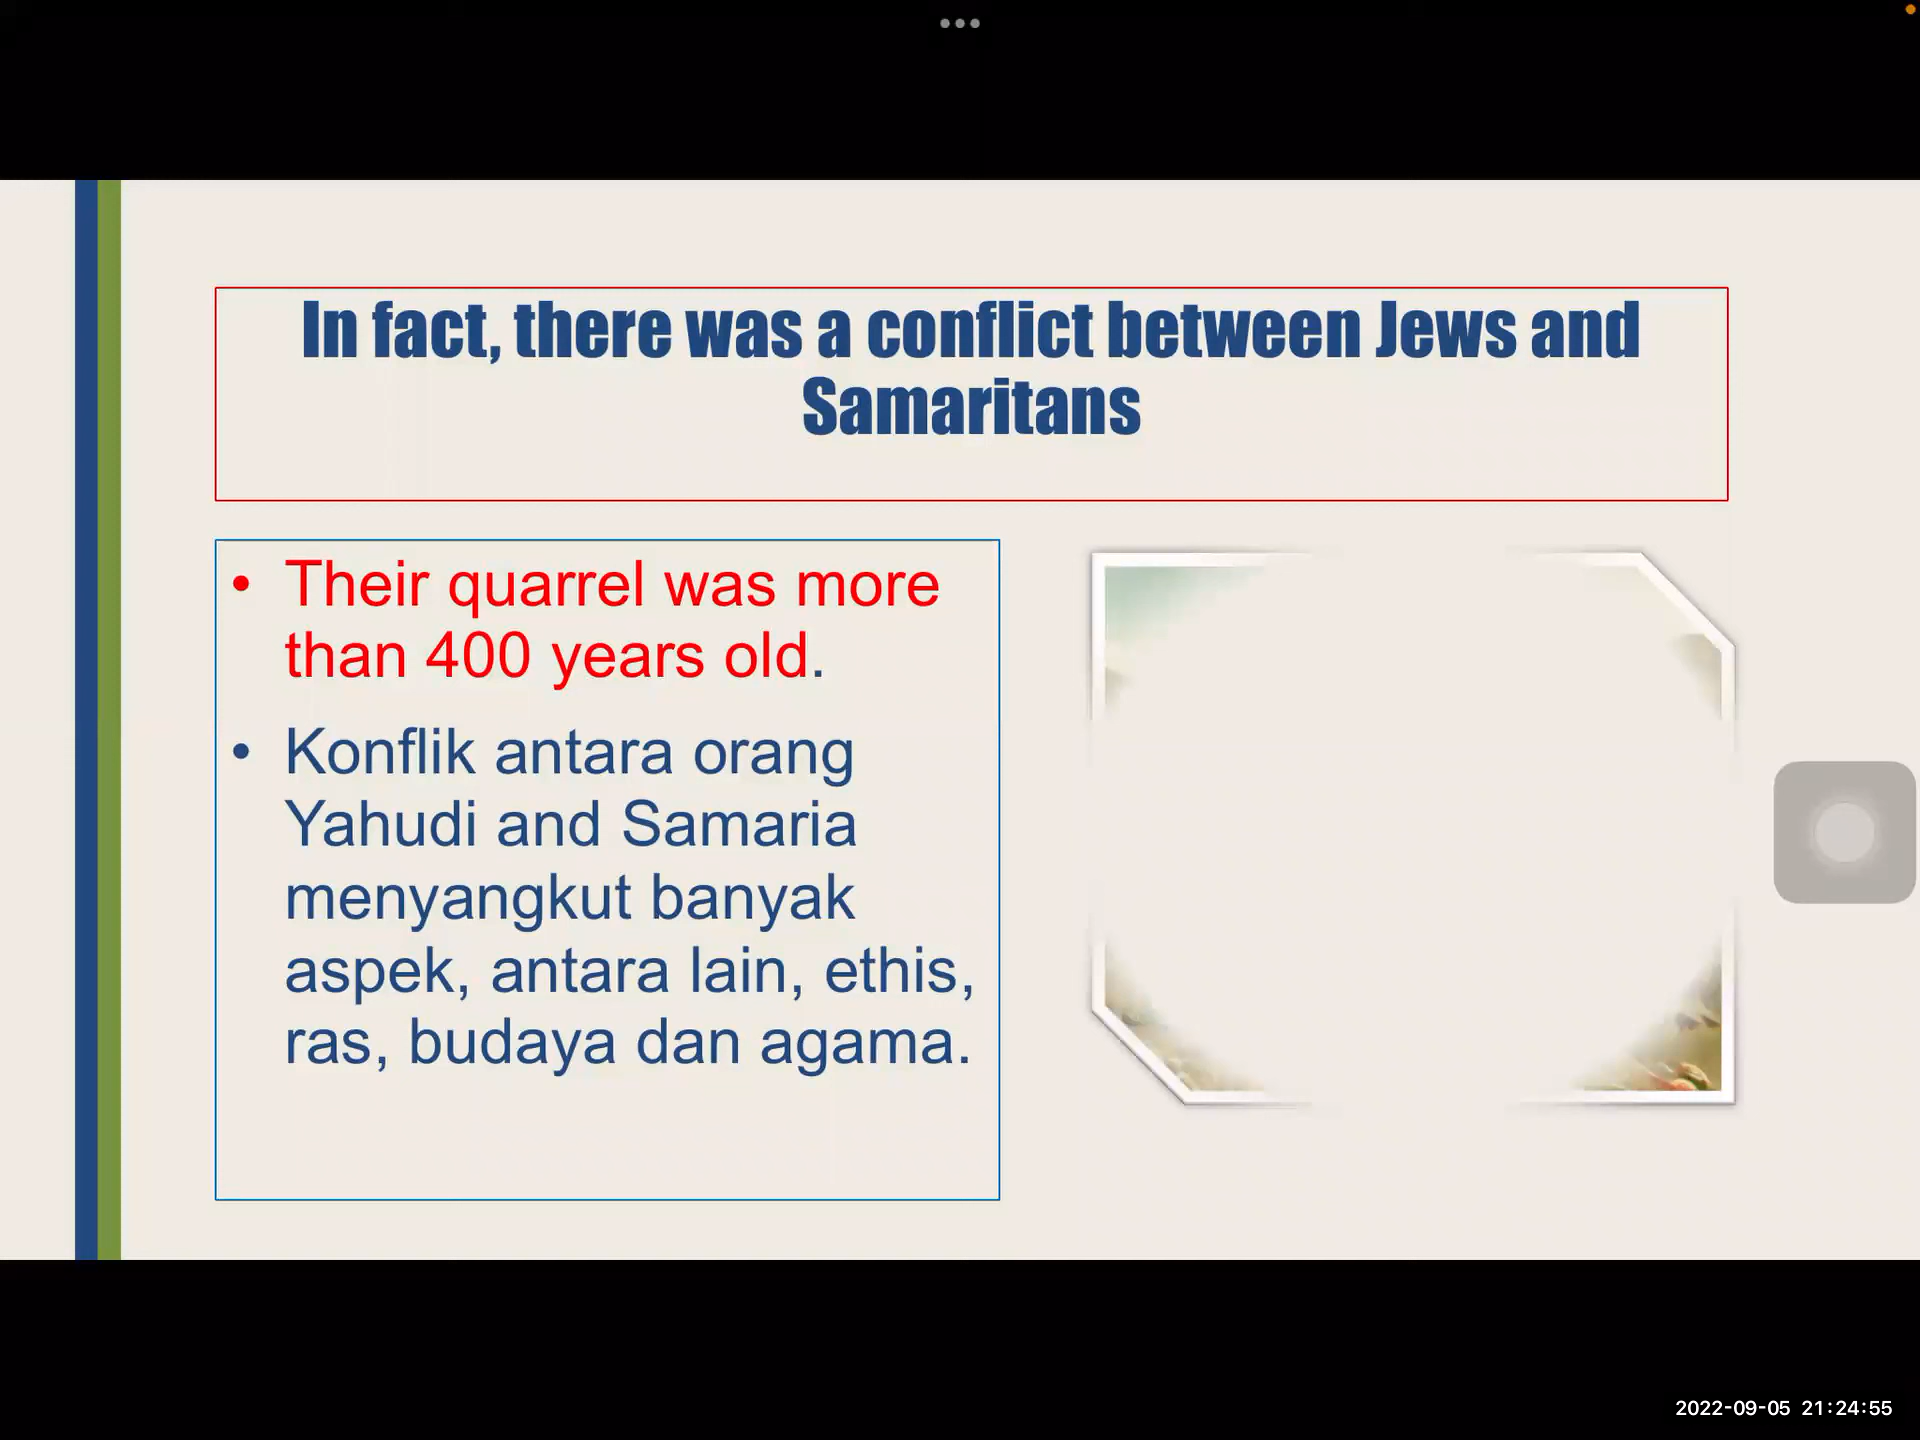 In fact, there was a conflict between Jews and
Samaritans
• Their quarrel was more
than 400 years old.
• Konflik antara orang
Yahudi and Samaria
menyangkut banyak
aspek, antara lain, ethis,
ras, budaya dan agama.
2022-09-05 21:24:55